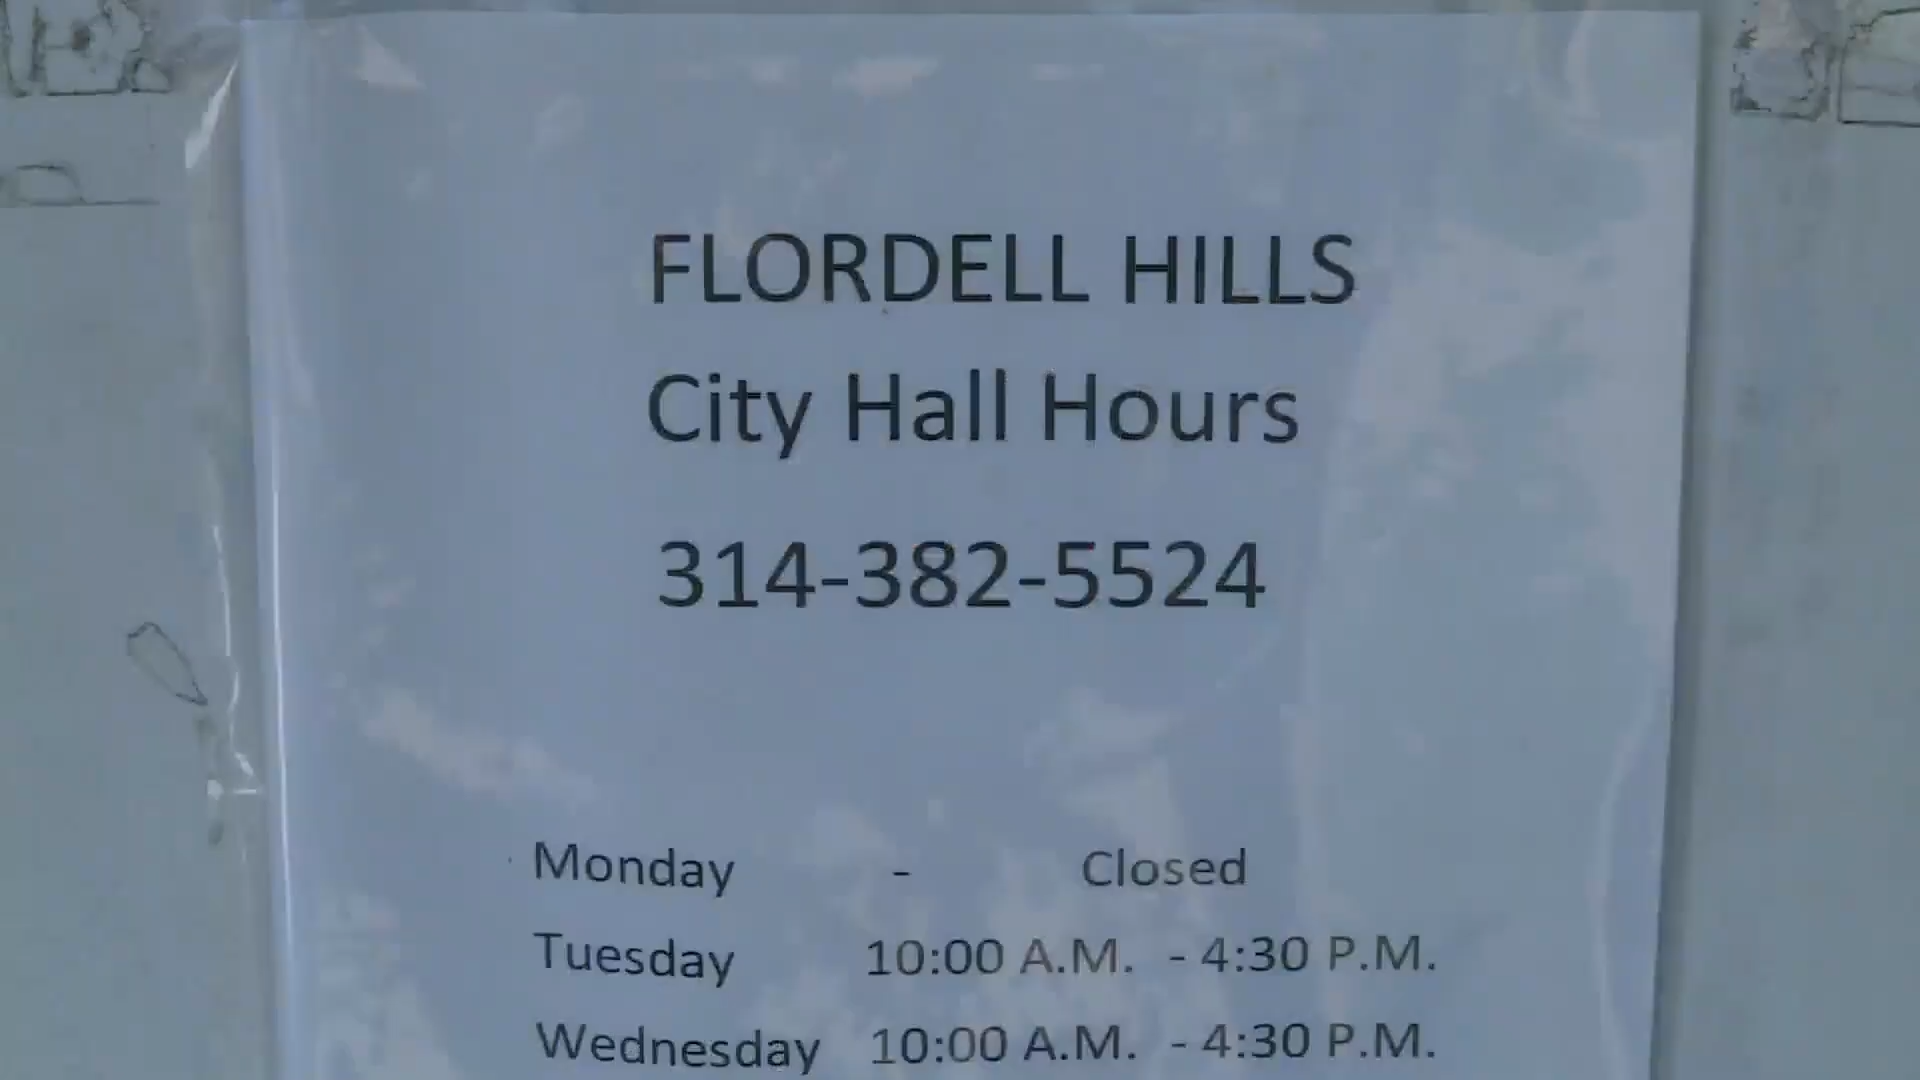 FLORDELL HILLS
City Hall Hours
314-382-5524
Monday - Closed
Tuesday 10:00 A.M. - 4:30 P.M.
Wednesday 10:00 A.M. - 4:30 P.M.